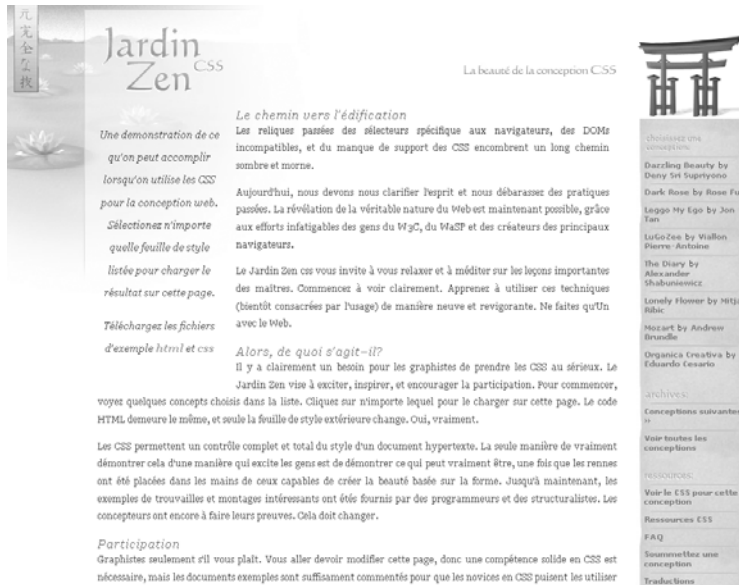 元
完
全
な
Jardin
Zen CSS
La beauté de la conception CSS
Une demonstration de ce
qu'on peut accomplir
lorsqu'on utilise les CSS
pour la conception web.
Sélectionez n'importe
quelle feuille de style
listée pour charger le
résultat sur cette page.
Téléchargez les fichiers
d'exemple html et css
Le chemin vers l'édification
Les reliques passées des sélecteurs spécifique aux navigateurs, des DOMs
incompatibles, et du manque de support des CSS encombrent un long chemin
sombre et morne.
Aujourd'hui, nous devons nous clarifier l'esprit et nous débarasser des pratiques
passées. La révélation de la véritable nature du Web est maintenant possible, grâce
aux efforts infatigables des gens du W3C, du WaSP et des créateurs des principaux
navigateurs.
Le Jardin Zen css vous invite à vous relaxer et à méditer sur les leçons importantes
des maîtres. Commencez à voir clairement. Apprenez à utiliser ces techniques
(bientôt consacrées par l'usage) de manière neuve et revigorante. Ne faites qu'Un
avec le Web.
Alors, de quoi s'agit-il?
Il y a clairement un besoin pour les graphistes de prendre les CSS au sérieux. Le
Jardin Zen vise à exciter, inspirer, et encourager la participation. Pour commencer,
voyez quelques concepts choisis dans la liste. Cliquez sur n'importe lequel pour le charger sur cette page. Le code
HTML demeure le même, et seule la feuille de style extérieure change. Oui, vraiment.
Les CSS permettent un contrôle complet et total du style d'un document hypertexte. La seule manière de vraiment
démontrer cela d'une manière qui excite les gens est de démontrer ce qui peut vraiment être, une fois que les rennes
ont été placées dans les mains de ceux capables de créer la beauté basée sur la forme. Jusqu'à maintenant, les
exemples de trouvailles et montages intéressants ont étés fournis par des programmeurs et des structuralistes. Les
concepteurs ont encore à faire leurs preuves. Cela doit changer.
Participation
Graphistes seulement s'il vous plaît. Vous aller devoir modifier cette page, donc une compétence solide en CSS est
nécessaire, mais les documents exemples sont suffisament commentés pour que les novices en CSS puissent les utiliser
choisissez une
conception:
Dazzling Beauty by
Deny Sri Supriyono
Dark Rose by Rose Fu
Leggo My Ego by Jon
Tan
LuGoZee by Viallon
Pierre-Antoine
The Diary by
Alexander
Shabuniewicz
Lonely Flower by Mitja
Ribic
Mozart by Andrew
Brundle
Organica Creativa by
Eduardo Cesario
archives:
Conceptions suivantes
››
Voir toutes les
conceptions
ressources:
Voir le CSS pour cette
conception
Ressources CSS
FAQ
Soummettez une
conception
Traductions